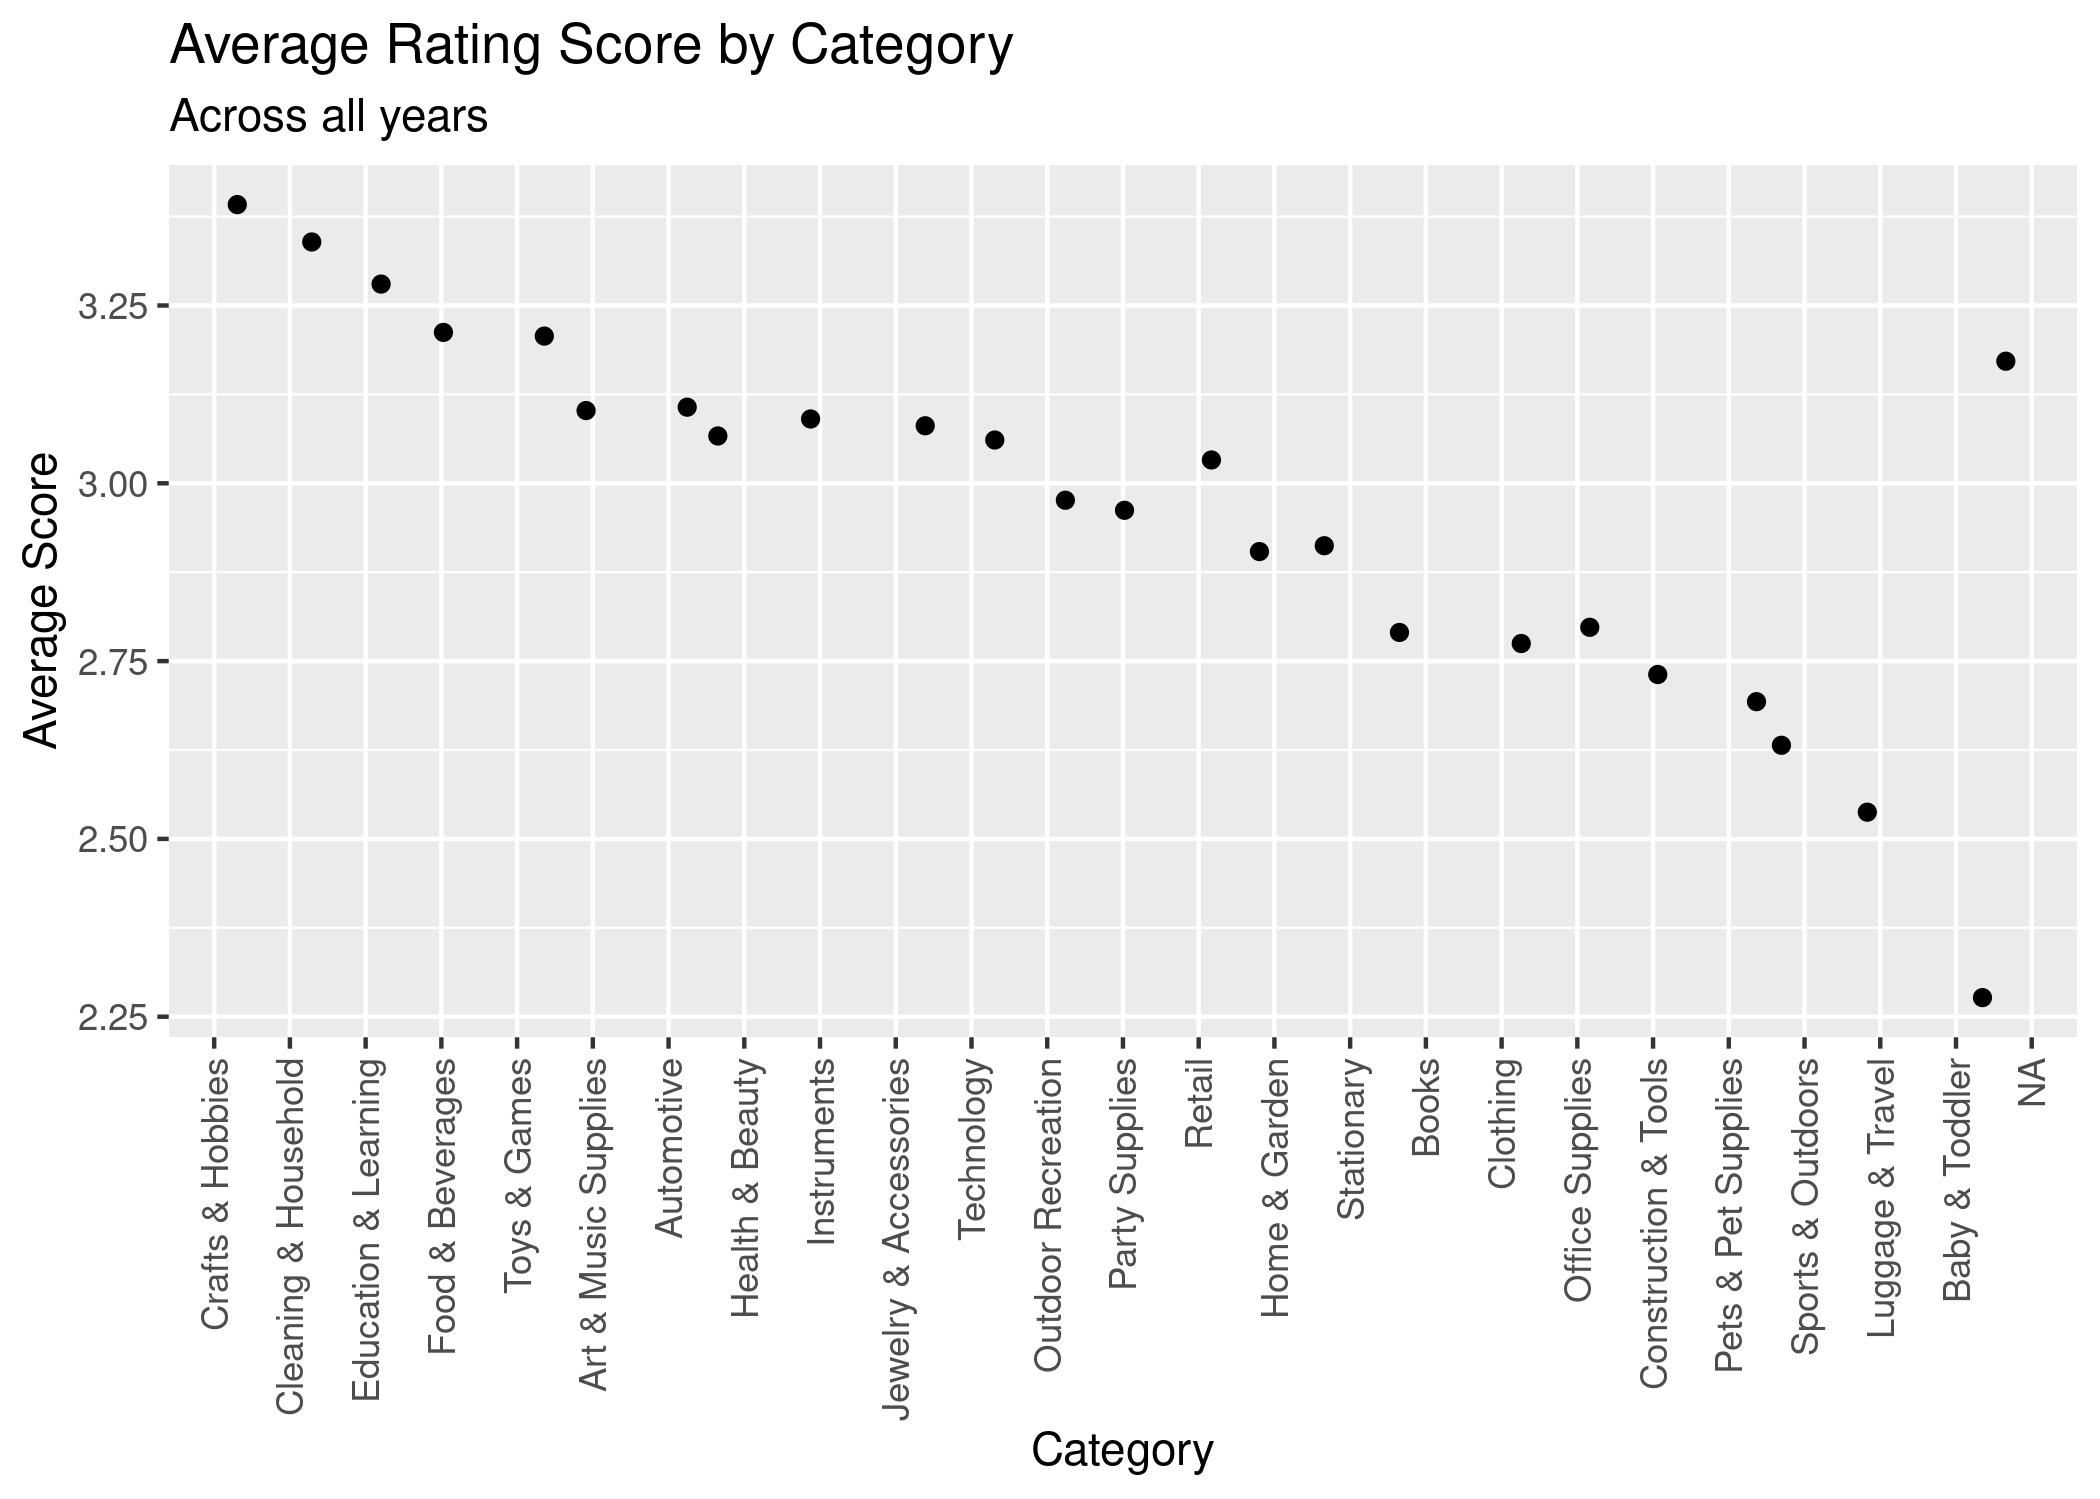 Average Rating Score by Category
Across all years
Average Score
3.25
3.00
2.75
2.50
2.25
Crafts & Hobbies
Cleaning & Household
Education & Learning
Food & Beverages
Toys & Games
Art & Music Supplies
Automotive
Health & Beauty
Instruments
Jewelry & Accessories
Technology
Outdoor Recreation
Party Supplies
Retail
Home & Garden
Stationary
Books
Clothing
Office Supplies
Construction & Tools
Pets & Pet Supplies
Sports & Outdoors
Luggage & Travel
Baby & Toddler
NA
Category